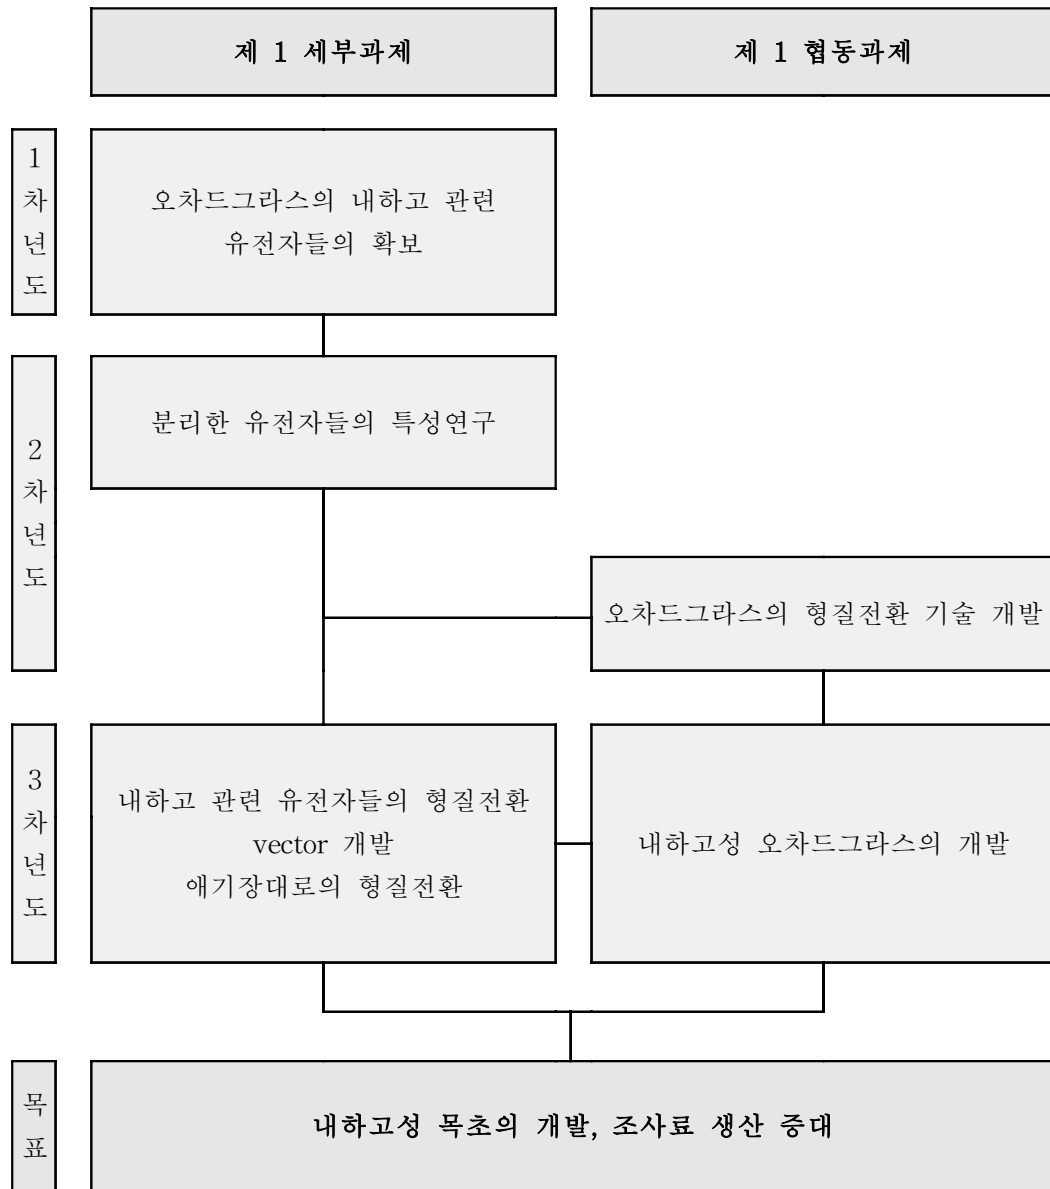 제 1 세부과제
제 1 협동과제
1
차
년
도
오차드그라스의 내하고 관련
유전자들의 확보
2
차
년
도
분리한 유전자들의 특성연구
오차드그라스의 형질전환 기술 개발
3
차
년
도
내하고 관련 유전자들의 형질전환
vector 개발
애기장대로의 형질전환
내하고성 오차드그라스의 개발
목
표
내하고성 목초의 개발, 조사료 생산 증대